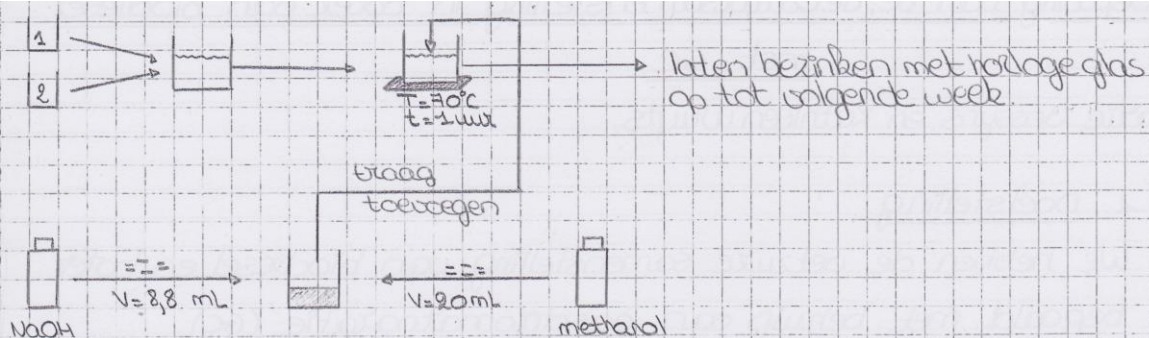 1
laten bezinken met horloge glas
op tot volgende week.
2
T=70°C
t=1 uur
traag
toevoegen
V=8,8 mL
V=20mL
NaOH
methanol